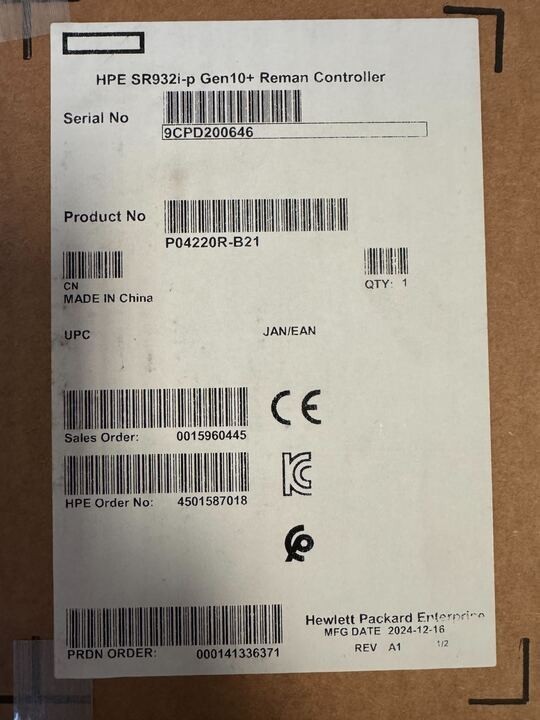 HPE SR932i-p Gen10+ Reman Controller
Serial No
9CPD200646
Product No
P04220R-B21
CN
MADE IN China
QTY: 1
UPC
JAN/EAN
Sales Order: 0015960445
HPE Order No: 4501587018
Hewlett Packard Enterprise
MFG DATE 2024-12-16
PRDN ORDER: 000141336371
REV A1 1/2